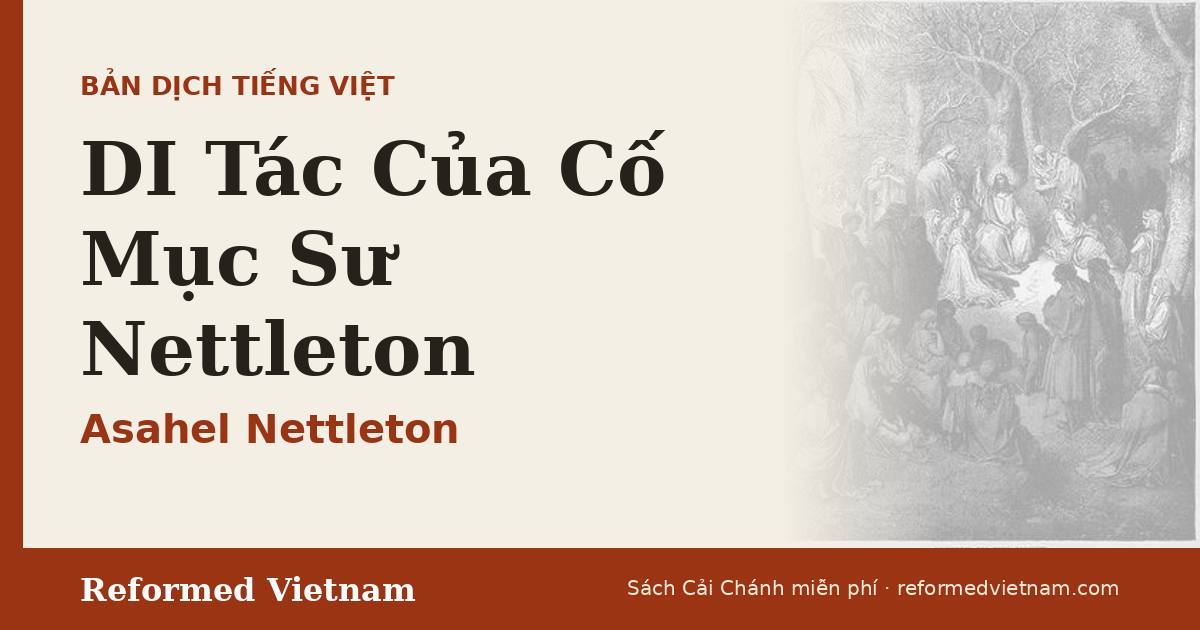 BẢN DỊCH TIẾNG VIỆT
DI Tác Của Cố
Mục Sư
Nettleton
Asahel Nettleton
Reformed Vietnam
Sách Cải Chánh miễn phí · reformedvietnam.com